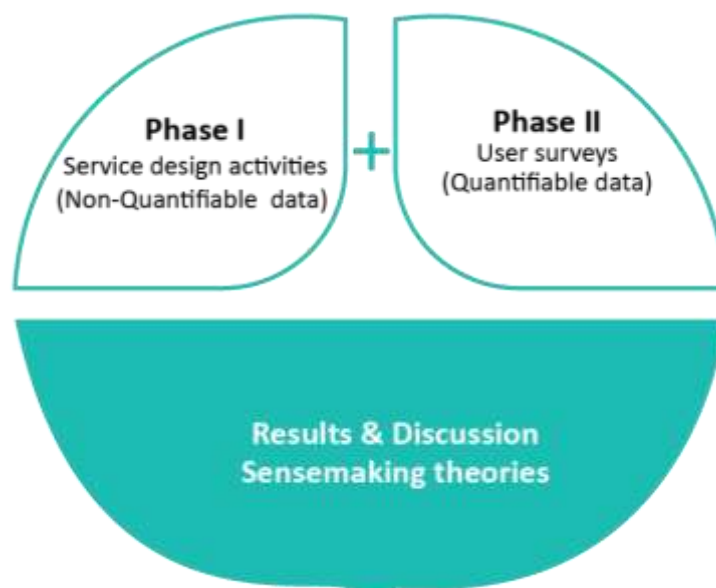 Phase I
Service design activities
(Non-Quantifiable data)
+
Phase II
User surveys
(Quantifiable data)
Results & Discussion
Sensemaking theories